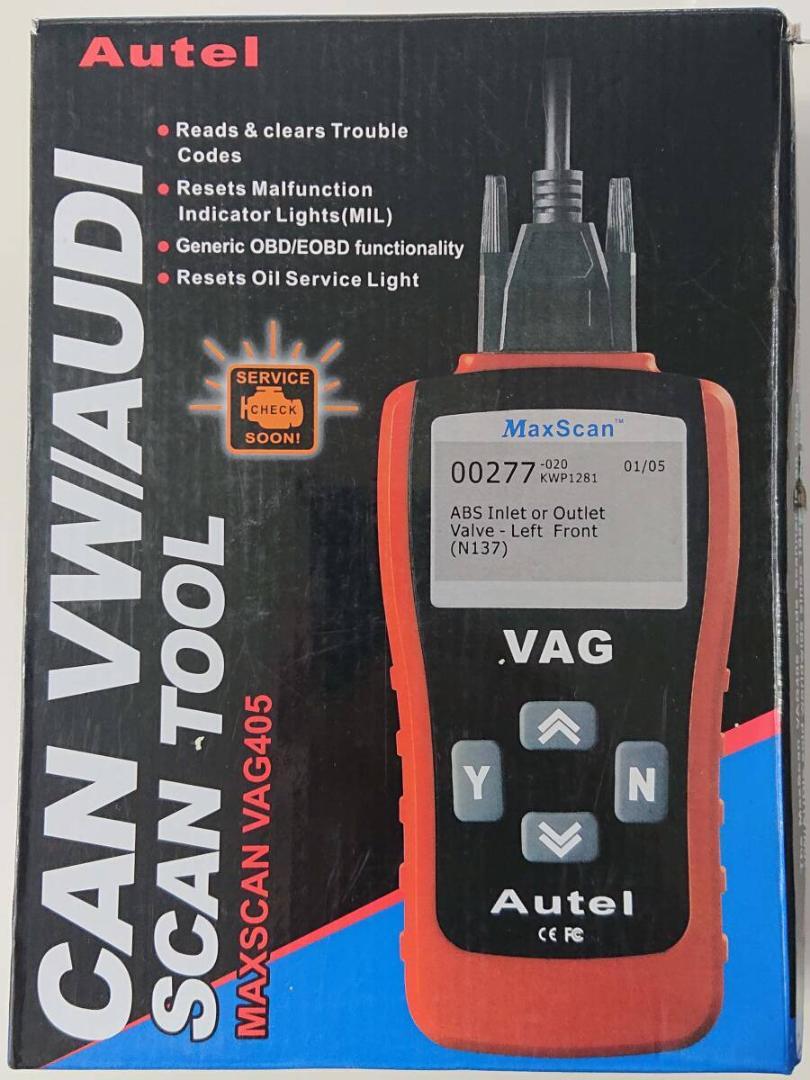 Autel
Reads & clears Trouble
Codes
Resets Malfunction
Indicator Lights(MIL)
Generic OBD/EOBD functionality
Resets Oil Service Light
SERVICE
CHECK
SOON!
CAN VW/AUDI
SCAN TOOL
MAXSCAN VAG405
MaxScan™
00277 -020 01/05
KWP1281
ABS Inlet or Outlet
Valve - Left Front
(N137)
VAG
Y N
Autel
CE FC